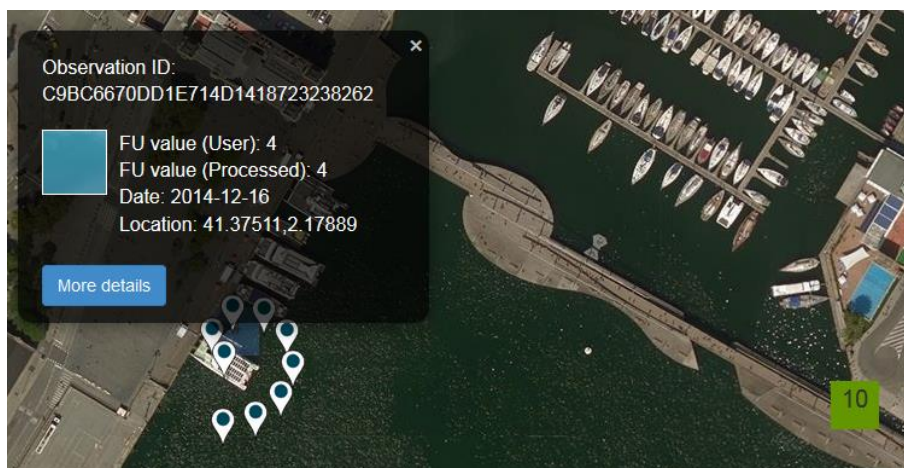 ×
Observation ID:
C9BC6670DD1E714D1418723238262
FU value (User): 4
FU value (Processed): 4
Date: 2014-12-16
Location: 41.37511,2.17889
More details
10